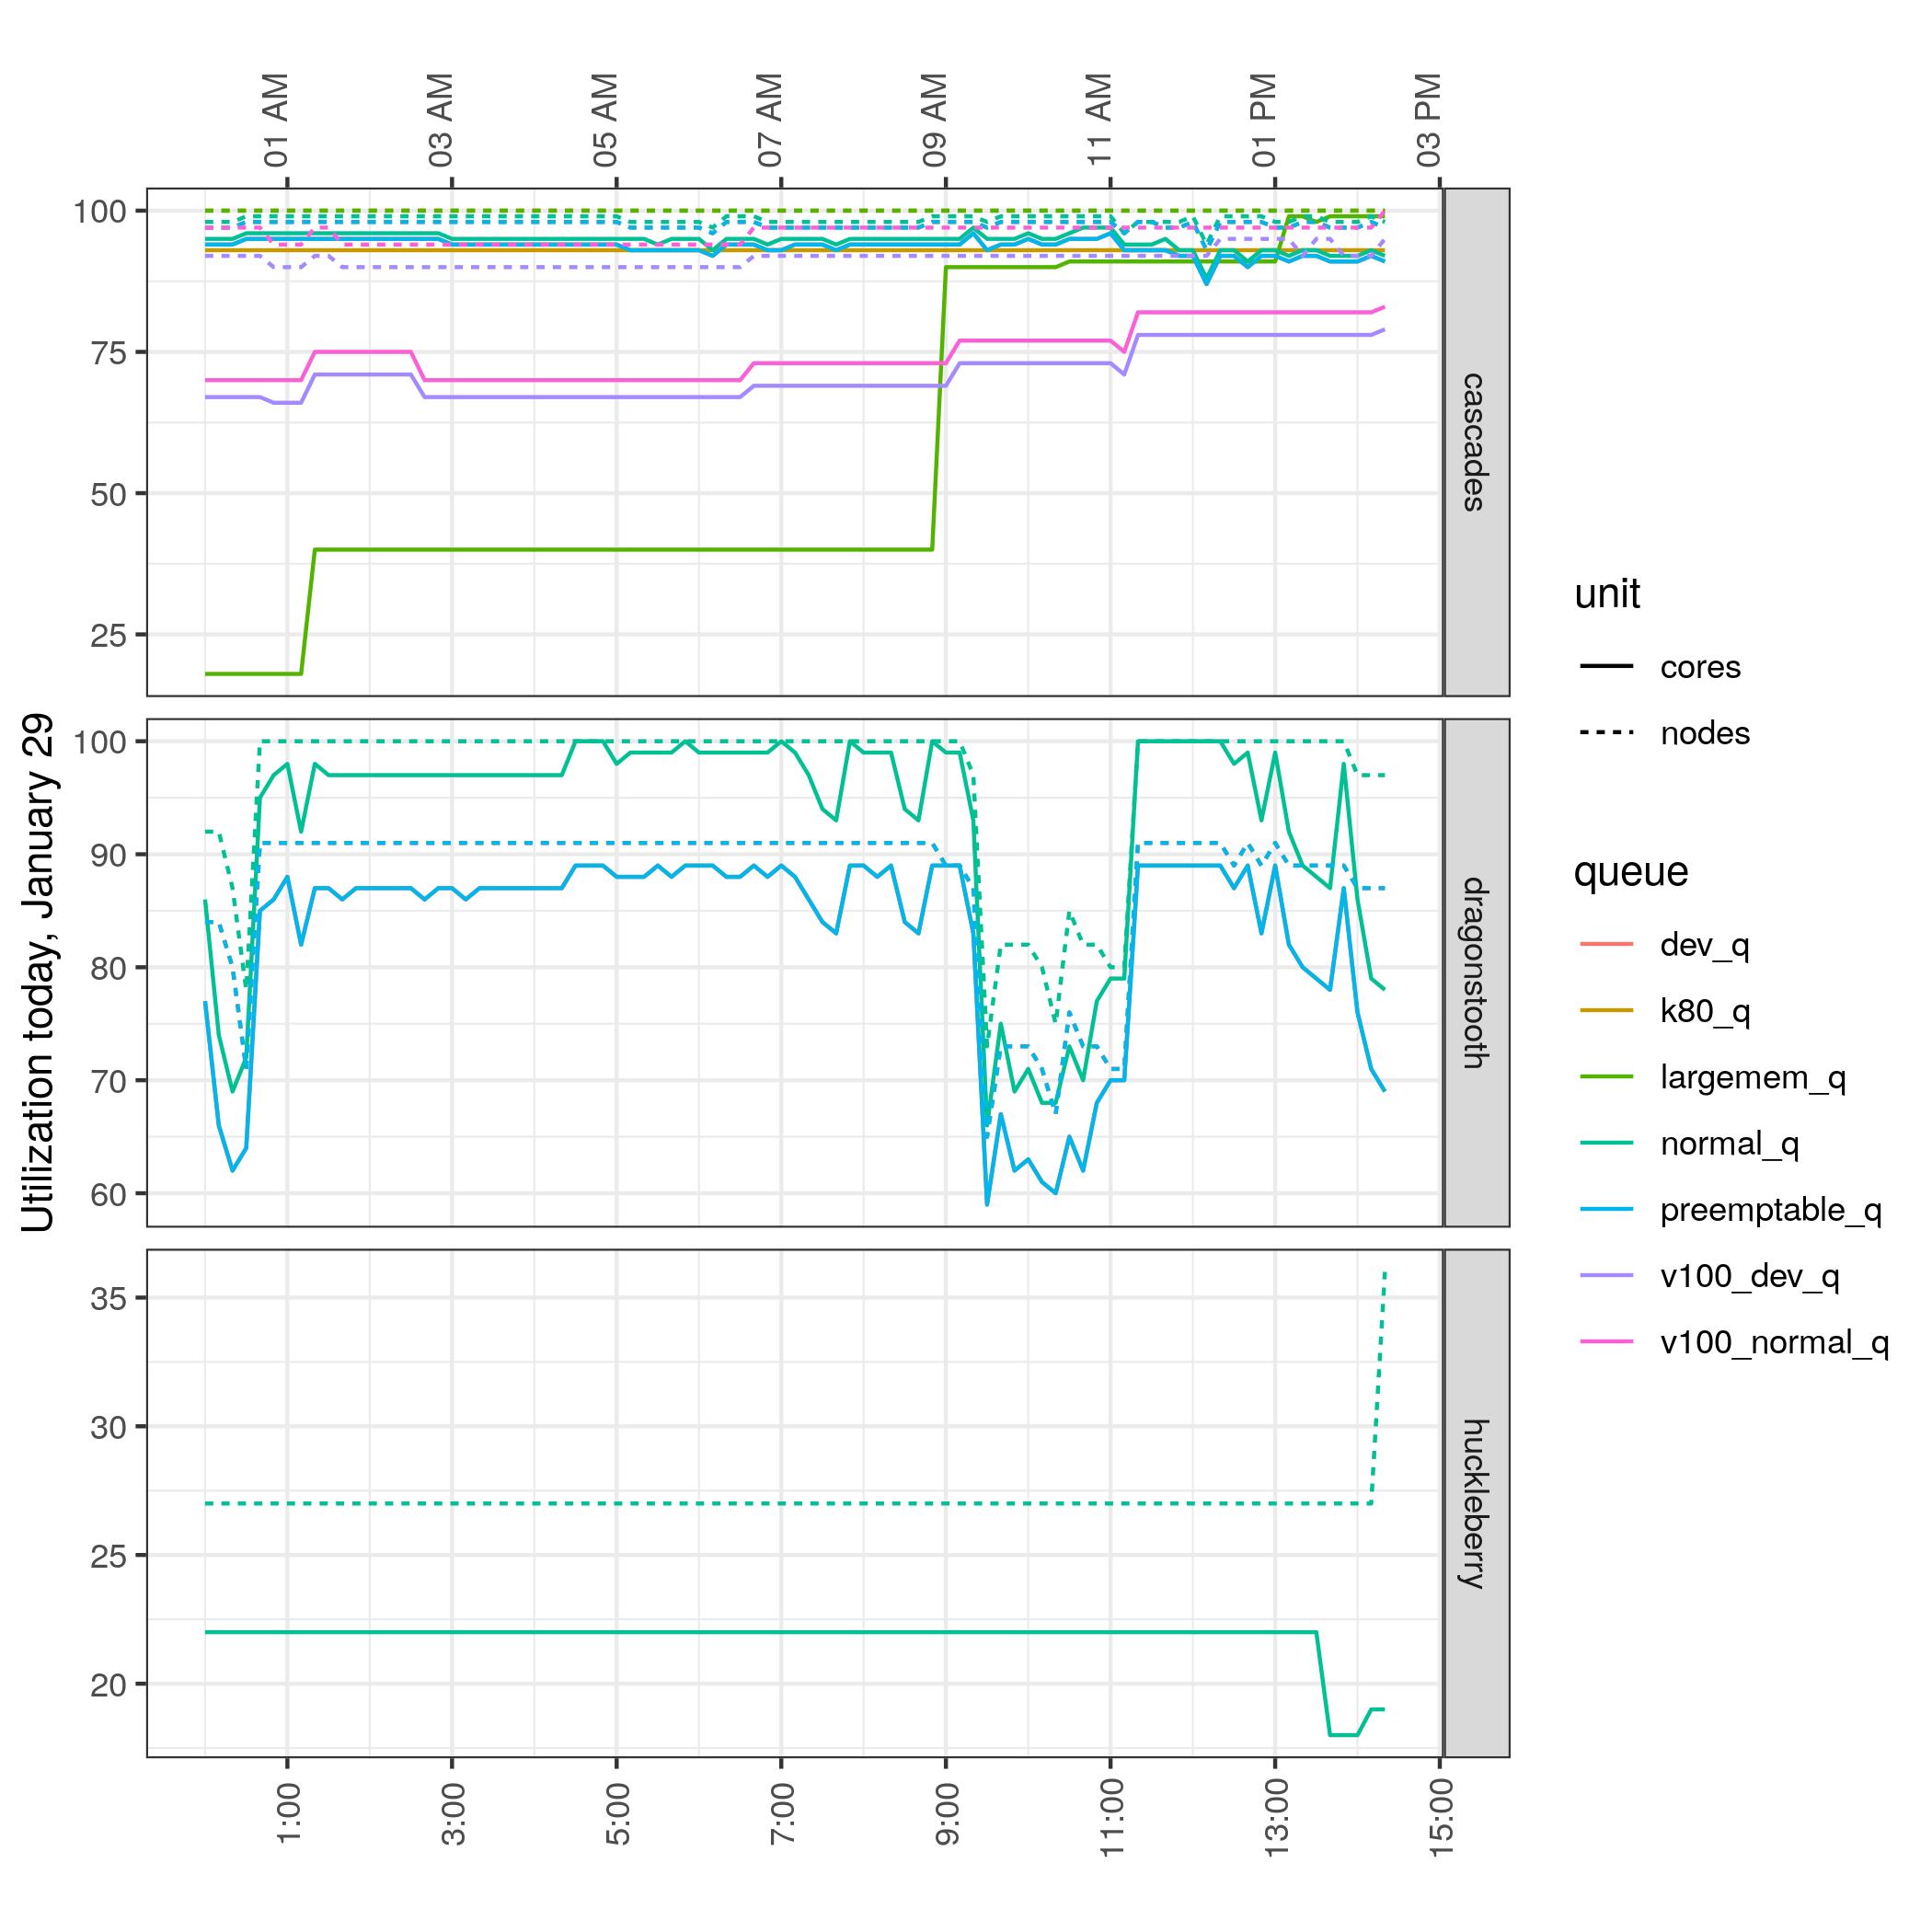 01 AM
03 AM
05 AM
07 AM
09 AM
11 AM
01 PM
03 PM
Utilization today, January 29
100
75
50
25
cascades
100
90
80
70
60
dragonstooth
35
30
25
20
huckleberry
1:00
3:00
5:00
7:00
9:00
11:00
13:00
15:00
unit
cores
nodes
queue
dev_q
k80_q
largemem_q
normal_q
preemptable_q
v100_dev_q
v100_normal_q